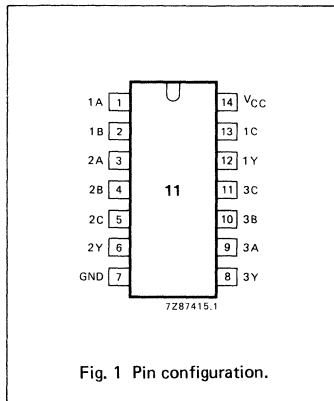 1A 1 14 VCC
1B 2 13 1C
2A 3 12 1Y
2B 4 11 11 3C
2C 5 10 3B
2Y 6 9 3A
GND 7 8 3Y
7Z87415.1
Fig. 1 Pin configuration.